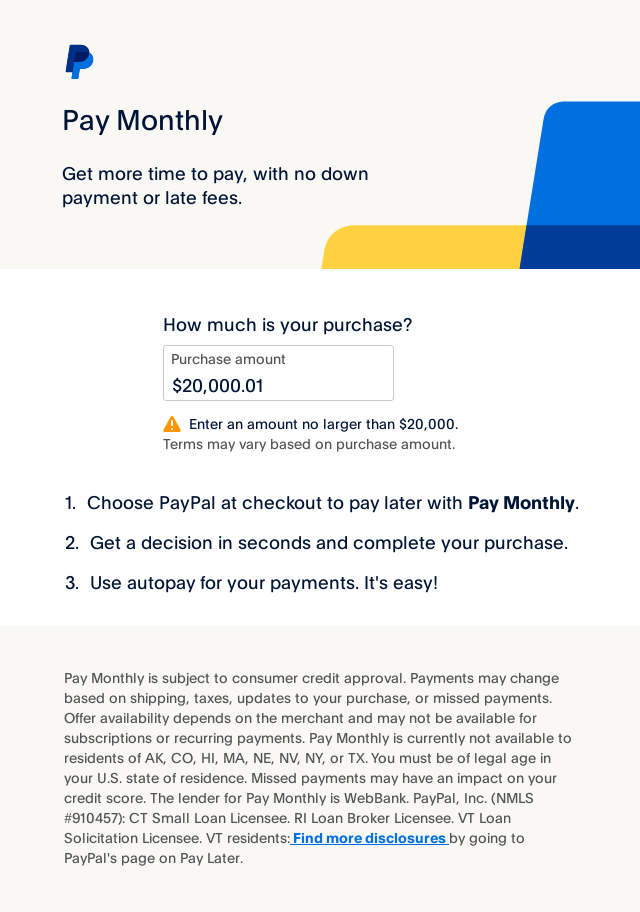 Pay Monthly
Get more time to pay, with no down
payment or late fees.
How much is your purchase?
Purchase amount
$20,000.01
Enter an amount no larger than $20,000.
Terms may vary based on purchase amount.
1. Choose PayPal at checkout to pay later with Pay Monthly.
2. Get a decision in seconds and complete your purchase.
3. Use autopay for your payments. It's easy!
Pay Monthly is subject to consumer credit approval. Payments may change
based on shipping, taxes, updates to your purchase, or missed payments.
Offer availability depends on the merchant and may not be available for
subscriptions or recurring payments. Pay Monthly is currently not available to
residents of AK, CO, HI, MA, NE, NV, NY, or TX. You must be of legal age in
your U.S. state of residence. Missed payments may have an impact on your
credit score. The lender for Pay Monthly is WebBank. PayPal, Inc. (NMLS
#910457): CT Small Loan Licensee. RI Loan Broker Licensee. VT Loan
Solicitation Licensee. VT residents: Find more disclosures by going to
PayPal's page on Pay Later.